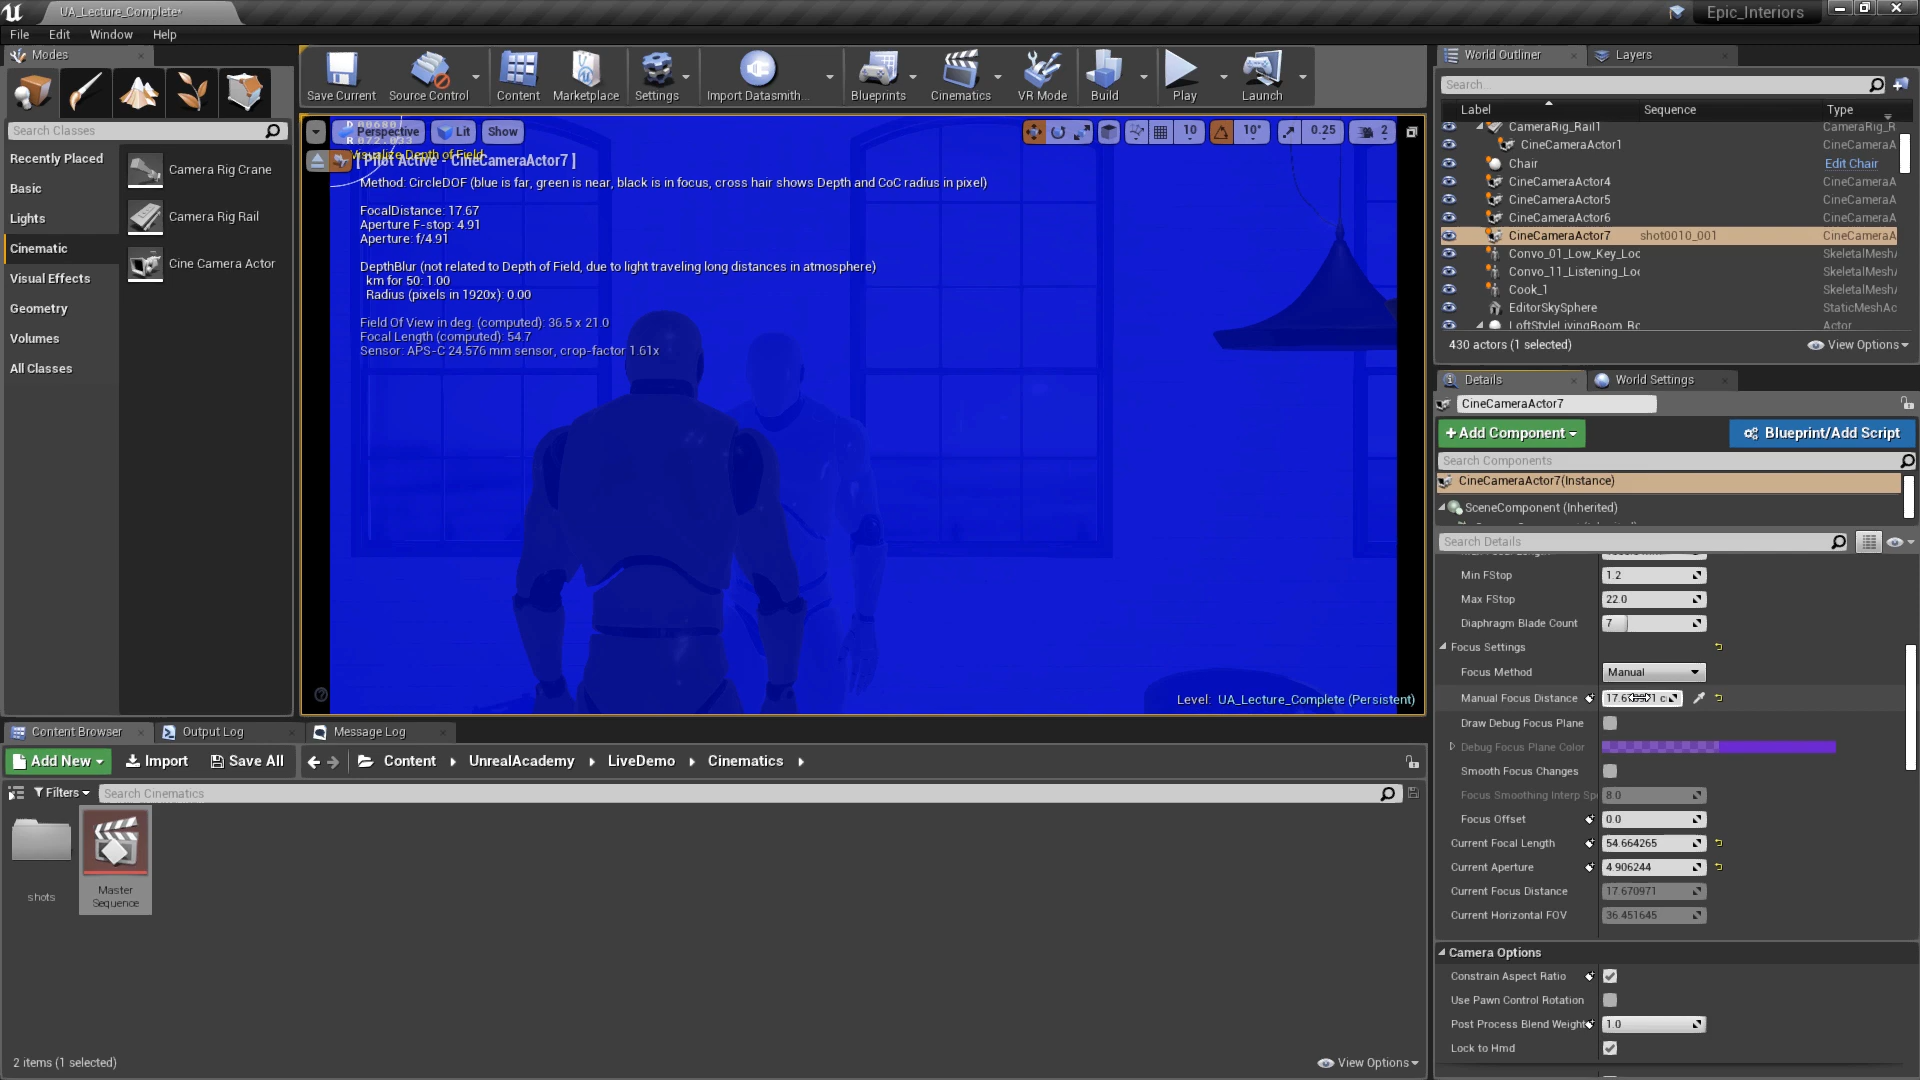 UA_Lecture_Complete*
Epic_Interiors
File Edit Window Help
Modes
Search Classes
Recently Placed
Basic
Lights
Cinematic
Visual Effects
Geometry
Volumes
All Classes
Camera Rig Crane
Camera Rig Rail
Cine Camera Actor
Save Current
Source Control
Content
Marketplace
Settings
Import Datasmith...
Blueprints
Cinematics
VR Mode
Build
Play
Launch
Perspective
Lit
Show
10
10°
0.25
2
Visualize Depth of Field
[ Pilot Active - CineCameraActor7 ]
Method: CircleDOF (blue is far, green is near, black is in focus, cross hair shows Depth and CoC radius in pixel)
FocalDistance: 17.67
Aperture F-stop: 4.91
Aperture: f/4.91
DepthBlur (not related to Depth of Field, due to light traveling long distances in atmosphere)
km for 50: 1.00
Radius (pixels in 1920x): 0.00
Field Of View in deg. (computed): 36.5 x 21.0
Focal Length (computed): 54.7
Sensor: APS-C 24.576 mm sensor, crop-factor 1.61x
Level: UA_Lecture_Complete (Persistent)
World Outliner
Layers
Search...
Label Sequence Type
CameraRig_Rail1 CameraRig_R
CineCameraActor1 CineCameraA
Chair Edit Chair
CineCameraActor4 CineCameraA
CineCameraActor5 CineCameraA
CineCameraActor6 CineCameraA
CineCameraActor7 shot0010_001 CineCameraA
Convo_01_Low_Key_Loc SkeletalMeshA
Convo_11_Listening_Loc SkeletalMeshA
Cook_1 SkeletalMeshA
EditorSkySphere StaticMeshAc
LoftStyleLivingRoom_Rc Actor
430 actors (1 selected)
View Options
Details
World Settings
CineCameraActor7
+Add Component
Blueprint/Add Script
Search Components
CineCameraActor7(Instance)
SceneComponent (Inherited)
Search Details
Min FStop 1.2
Max FStop 22.0
Diaphragm Blade Count 7
Focus Settings
Focus Method Manual
Manual Focus Distance
Draw Debug Focus Plane
Debug Focus Plane Color
Smooth Focus Changes
Focus Smoothing Interp Sp 8.0
Focus Offset 0.0
Current Focal Length 54.664265
Current Aperture 4.906244
Current Focus Distance 17.670971
Current Horizontal FOV 36.451645
Camera Options
Constrain Aspect Ratio
Use Pawn Control Rotation
Post Process Blend Weight 1.0
Lock to Hmd
Content Browser
Output Log
Message Log
Add New
Import
Save All
Content
UnrealAcademy
LiveDemo
Cinematics
Filters
Search Cinematics
shots
Master
Sequence
2 items (1 selected)
View Options